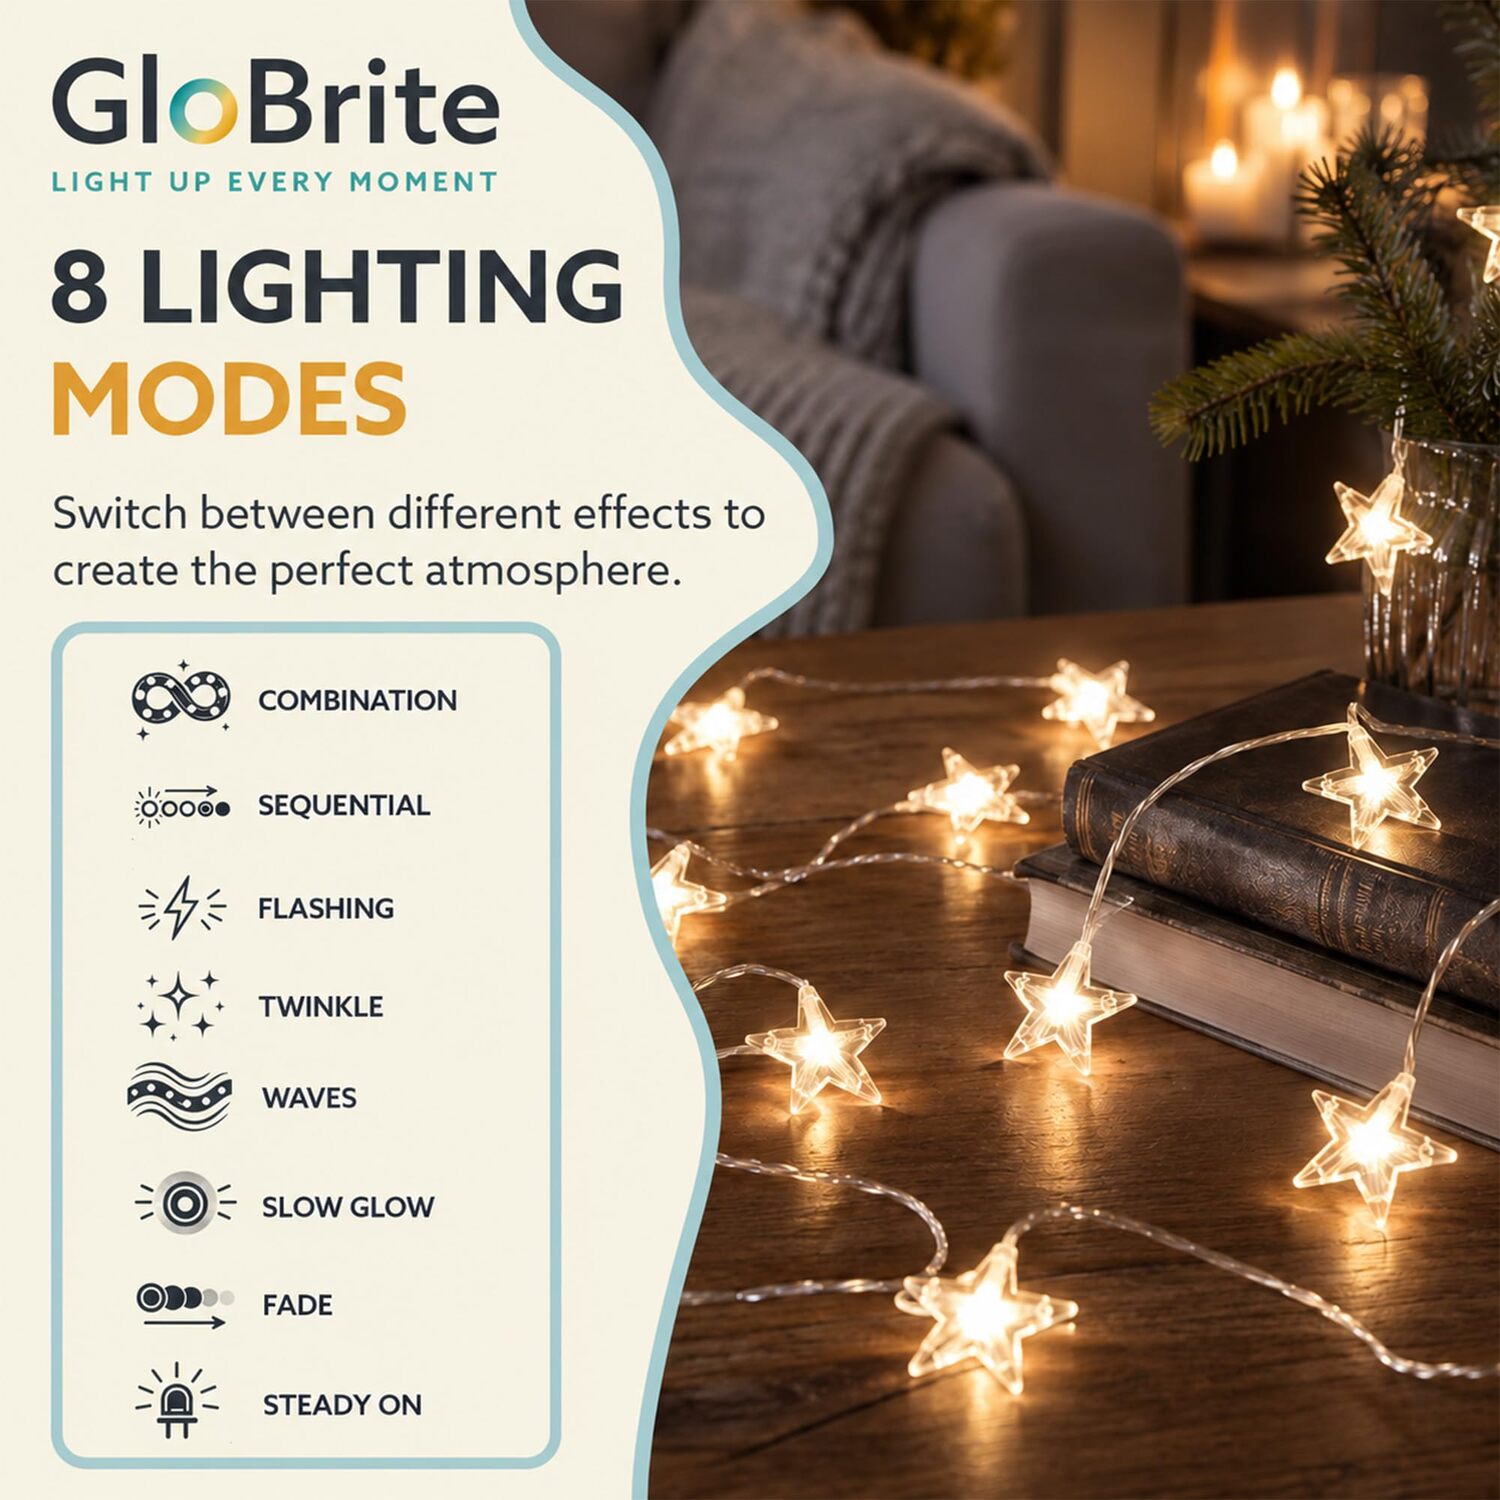 GloBrite
LIGHT UP EVERY MOMENT
8 LIGHTING
MODES
Switch between different effects to
create the perfect atmosphere.
COMBINATION
SEQUENTIAL
FLASHING
TWINKLE
WAVES
SLOW GLOW
FADE
STEADY ON